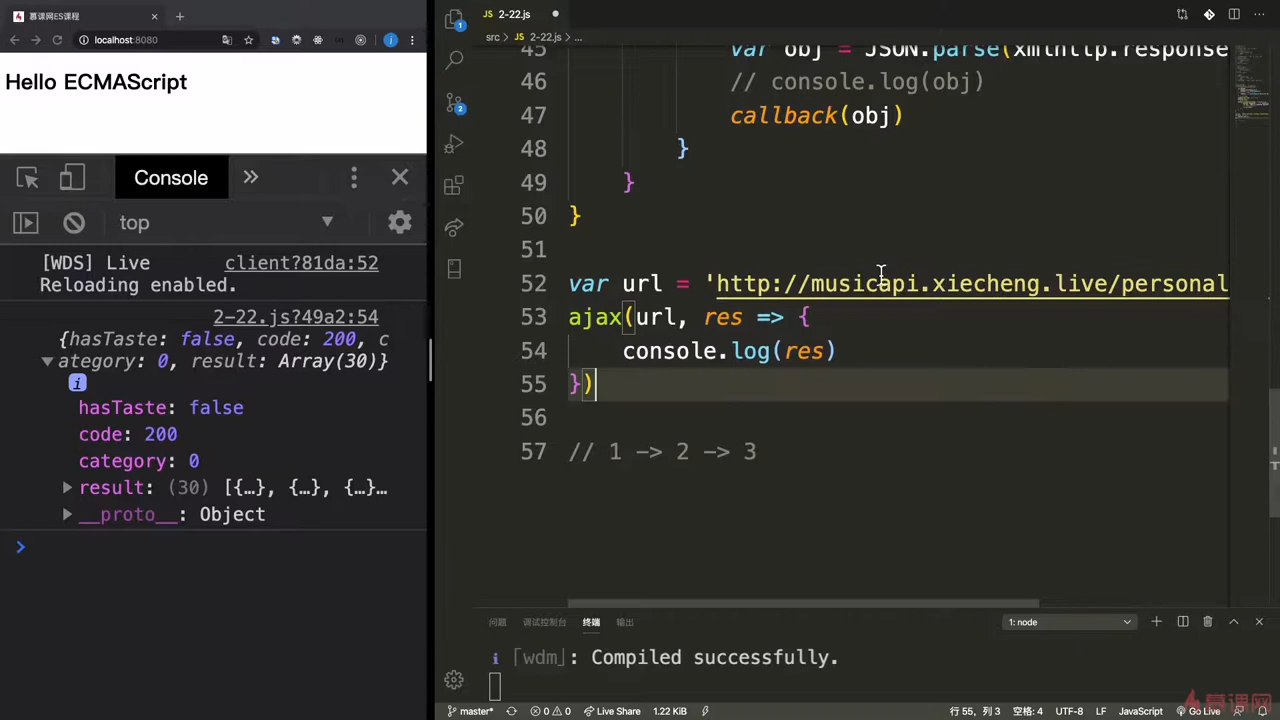 慕课网ES课程
localhost:8080
Hello ECMAScript
Console
top
[WDS] Live client?81da:52
Reloading enabled.
2-22.js?49a2:54
{hasTaste: false, code: 200, c
ategory: 0, result: Array(30)}
i
hasTaste: false
code: 200
category: 0
result: (30) [{…}, {…}, {…}…
__proto__: Object
JS 2-22.js
src > JS 2-22.js > ...
45 var obj = JSON.parse(xmlhttp.response
46 // console.log(obj)
47 callback(obj)
48 }
49 }
50 }
51
52 var url = 'http://musicapi.xiecheng.live/personal
53 ajax(url, res => {
54 console.log(res)
55 })
56
57 // 1 -> 2 -> 3
问题 调试控制台 终端 输出 1: node
i ｢wdm｣: Compiled successfully.
master* 0 0 Live Share 1.22 KiB 行 55, 列 3 空格: 4 UTF-8 LF JavaScript Go Live
慕课网